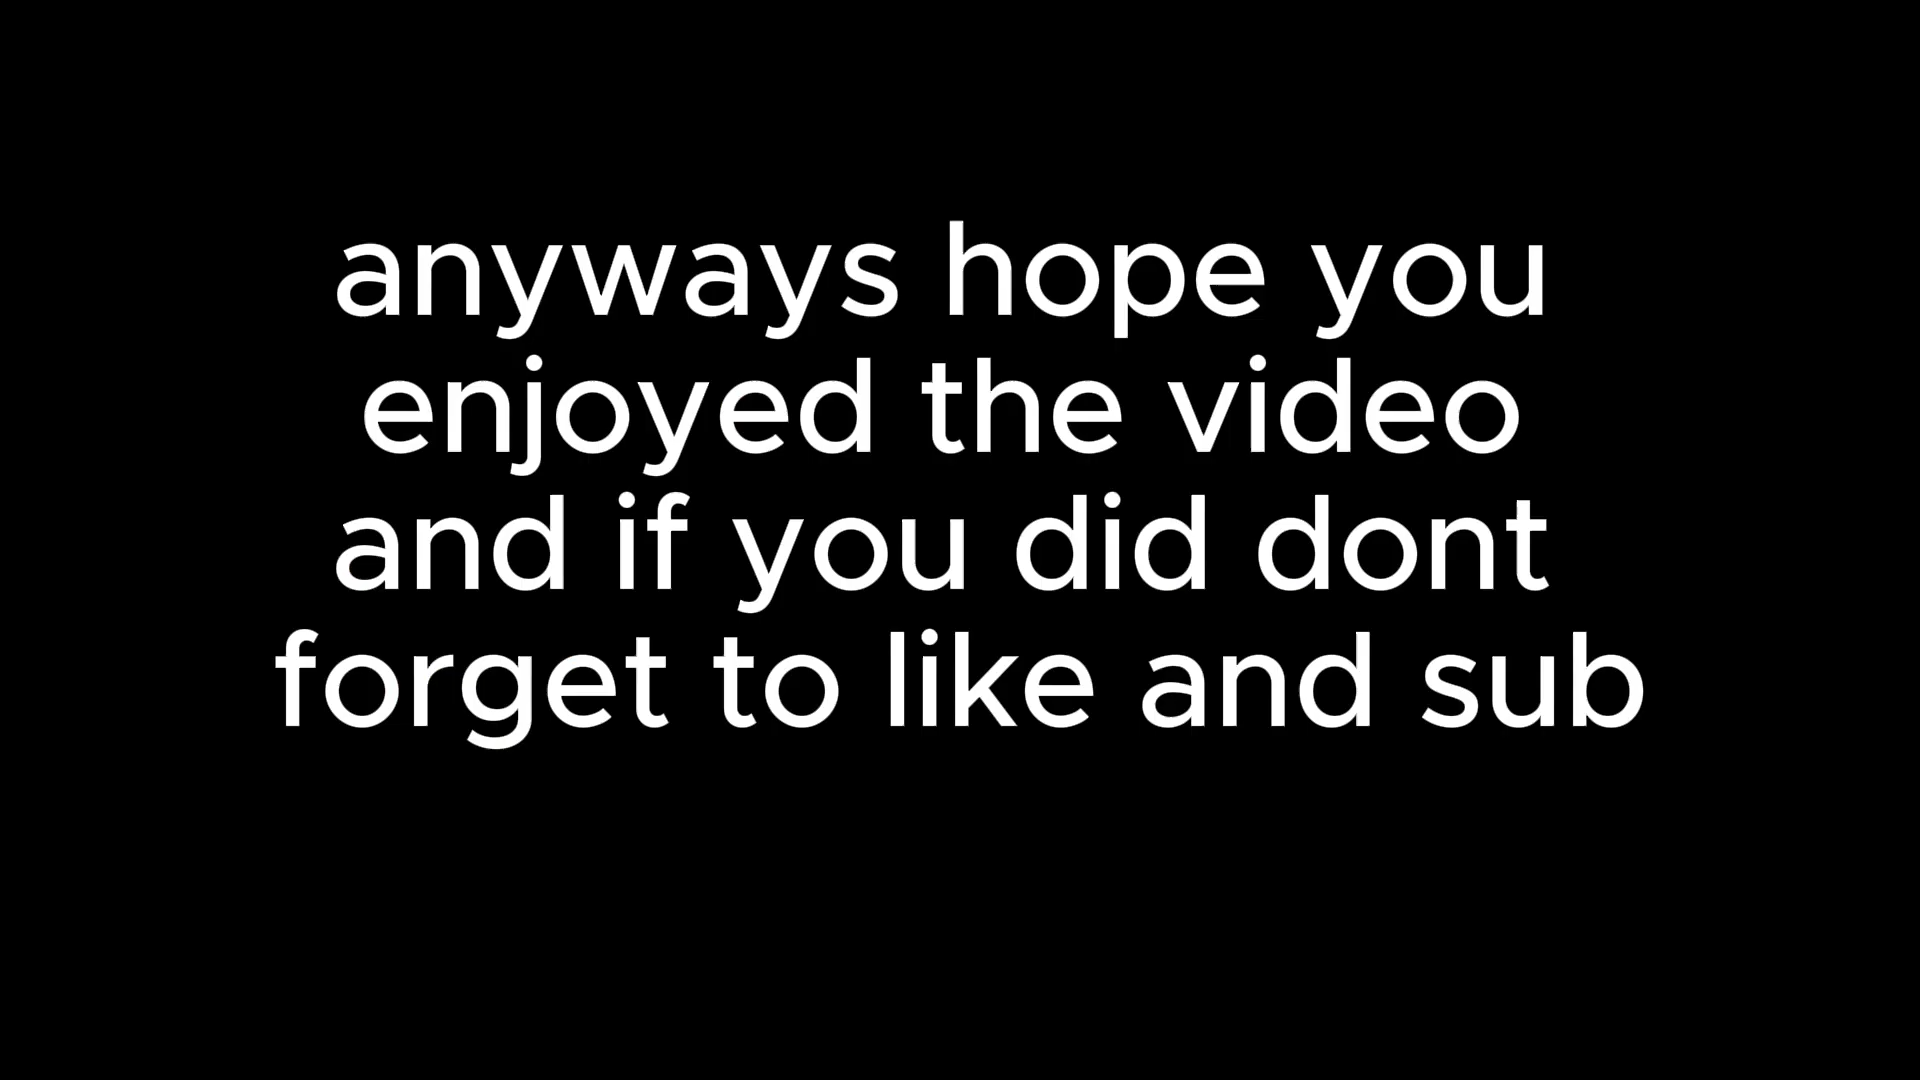 anyways hope you
enjoyed the video
and if you did dont
forget to like and sub